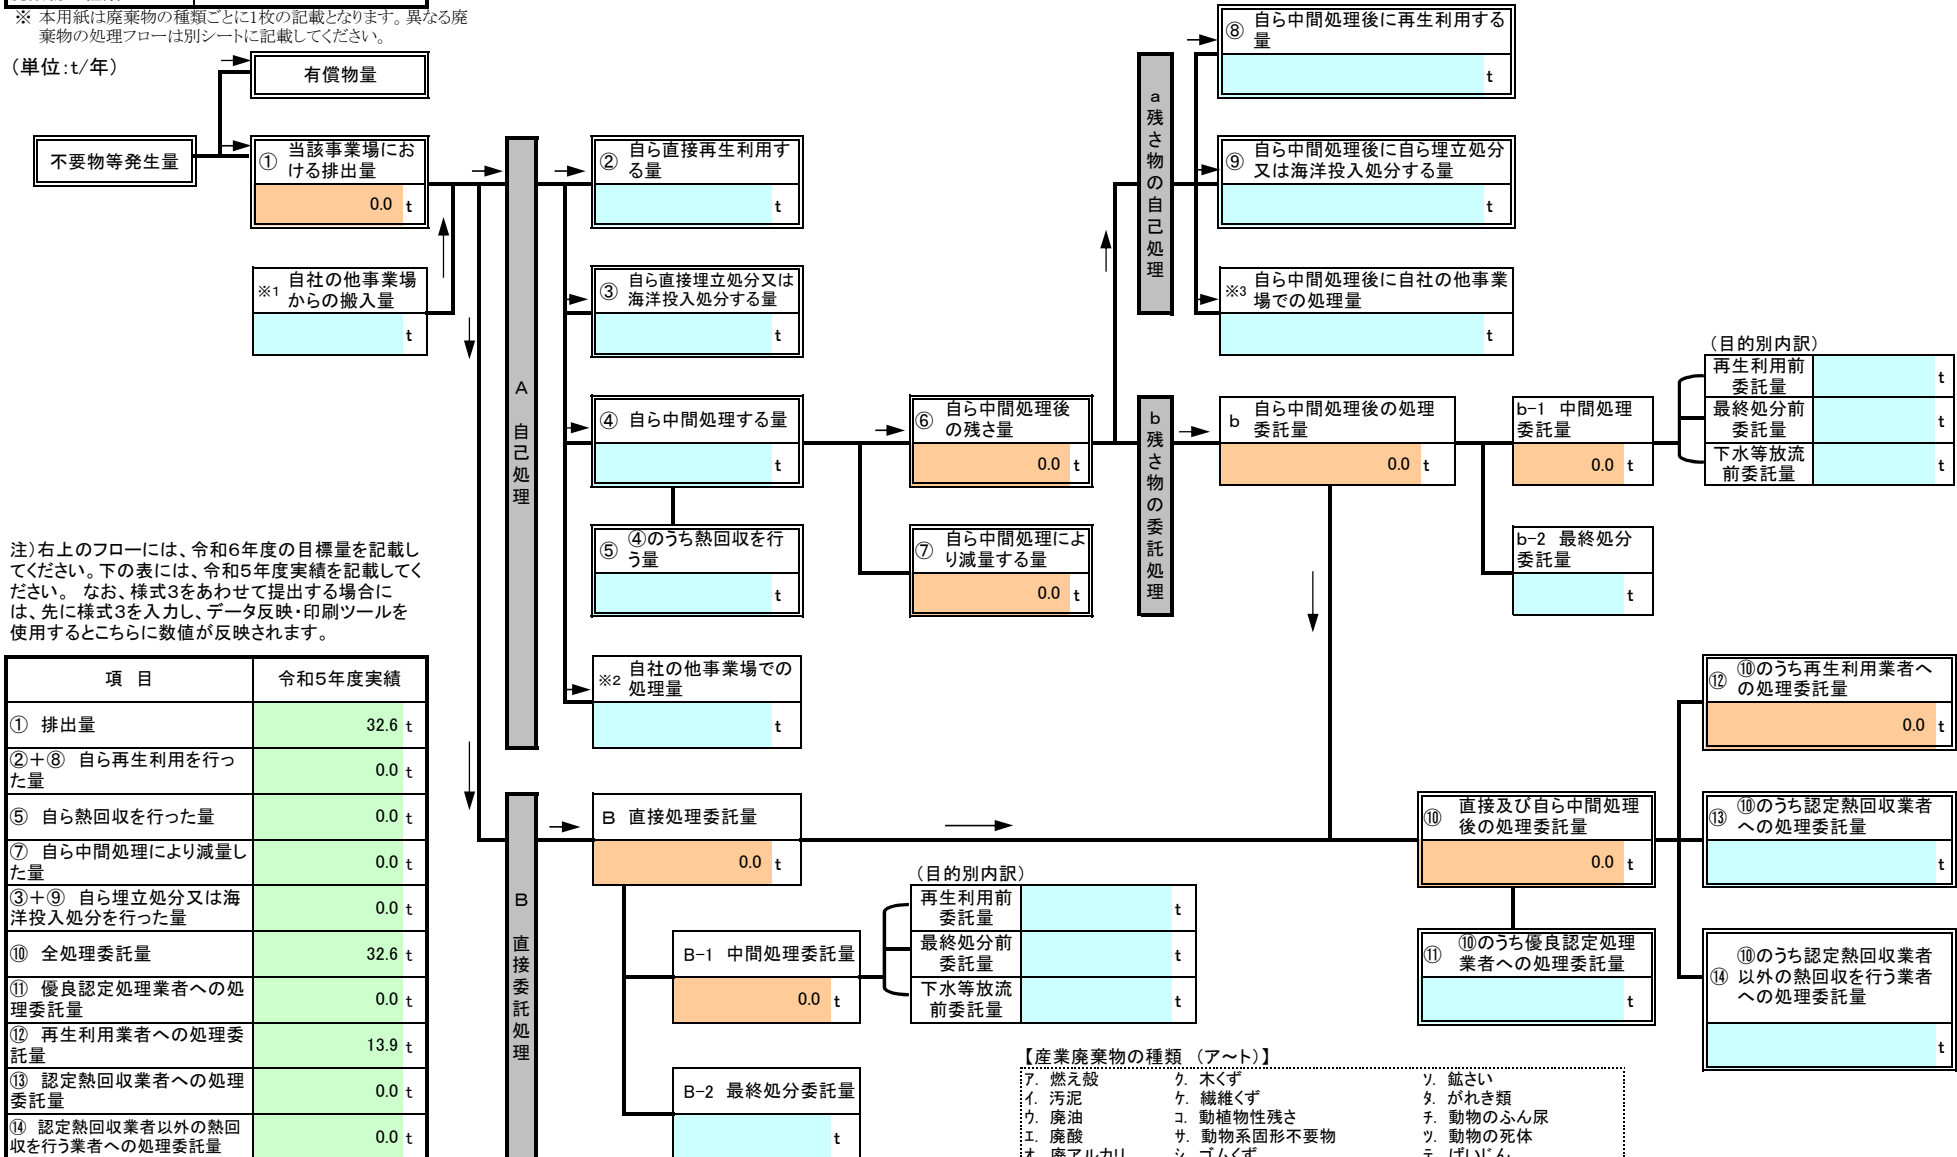 ※ 本用紙は廃棄物の種類ごとに1枚の記載となります。異なる廃
棄物の処理フローは別シートに記載してください。
（単位：t/年）
有償物量
不要物等発生量
① 当該事業場にお
ける排出量
0.0 t
※1 自社の他事業場
からの搬入量
t
A 自己処理
② 自ら直接再生利用す
る量
t
③ 自ら直接埋立処分又は
海洋投入処分する量
t
④ 自ら中間処理する量
t
⑤ ④のうち熱回収を行
う量
t
※2 自社の他事業場での
処理量
t
⑥ 自ら中間処理後
の残さ量
0.0 t
⑦ 自ら中間処理によ
り減量する量
0.0 t
a 残さ物の自己処理
⑧ 自ら中間処理後に再生利用する
量
t
⑨ 自ら中間処理後に自ら埋立処分
又は海洋投入処分する量
t
※3 自ら中間処理後に自社の他事業
場での処理量
t
b 残さ物の委託処理
b 自ら中間処理後の処理
委託量
0.0 t
b-1 中間処理
委託量
0.0 t
（目的別内訳）
再生利用前
委託量 t
最終処分前
委託量 t
下水等放流
前委託量 t
b-2 最終処分
委託量
t
注）右上のフローには、令和6年度の目標量を記載し
てください。下の表には、令和5年度実績を記載してく
ださい。 なお、様式3をあわせて提出する場合に
は、先に様式3を入力し、データ反映・印刷ツールを
使用するとこちらに数値が反映されます。
項 目 令和5年度実績
① 排出量 32.6 t
②＋⑧ 自ら再生利用を行っ
た量 0.0 t
⑤ 自ら熱回収を行った量 0.0 t
⑦ 自ら中間処理により減量し
た量 0.0 t
③＋⑨ 自ら埋立処分又は海
洋投入処分を行った量 0.0 t
⑩ 全処理委託量 32.6 t
⑪ 優良認定処理業者への処
理委託量 0.0 t
⑫ 再生利用業者への処理委
託量 13.9 t
⑬ 認定熱回収業者への処理
委託量 0.0 t
⑭ 認定熱回収業者以外の熱回
収を行う業者への処理委託量 0.0 t
B 直接委託処理
B 直接処理委託量
0.0 t
B-1 中間処理委託量
0.0 t
（目的別内訳）
再生利用前
委託量 t
最終処分前
委託量 t
下水等放流
前委託量 t
B-2 最終処分委託量
t
⑩ 直接及び自ら中間処理
後の処理委託量
0.0 t
⑪ ⑩のうち優良認定処理
業者への処理委託量
t
⑫ ⑩のうち再生利用業者へ
の処理委託量
0.0 t
⑬ ⑩のうち認定熱回収業者
への処理委託量
t
⑭ ⑩のうち認定熱回収業者
以外の熱回収を行う業者
への処理委託量
t
【産業廃棄物の種類 （ア～ト）】
ア. 燃え殻 ク. 木くず ソ. 鉱さい
イ. 汚泥 ケ. 繊維くず タ. がれき類
ウ. 廃油 コ. 動植物性残さ チ. 動物のふん尿
エ. 廃酸 サ. 動物系固形不要物 ツ. 動物の死体
オ. 廃アルカリ シ. ゴムくず テ. ばいじん